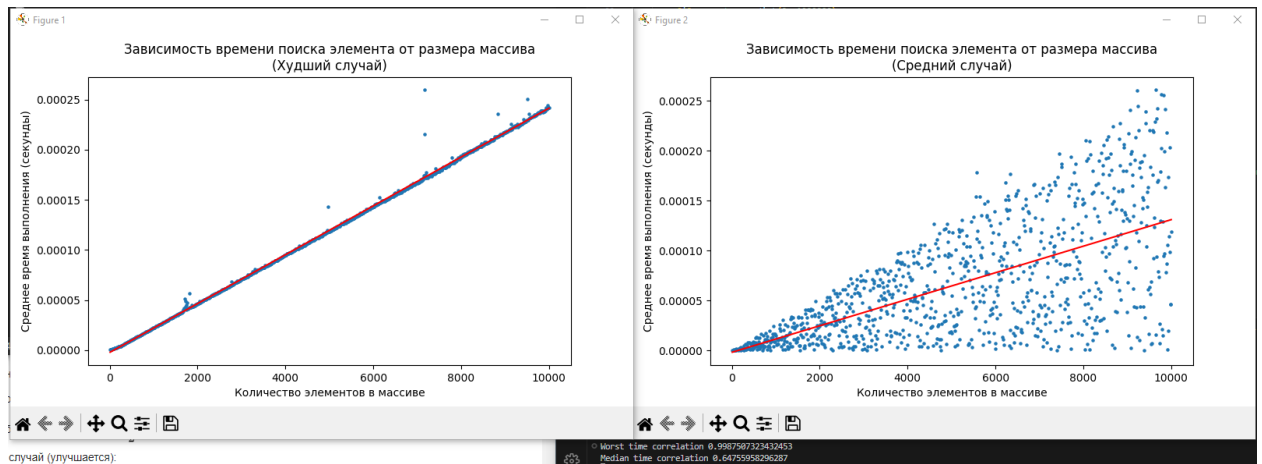 Figure 1
Зависимость времени поиска элемента от размера массива
(Худший случай)
Среднее время выполнения (секунды)
0.00025
0.00020
0.00015
0.00010
0.00005
0.00000
0
2000
4000
6000
8000
10000
Количество элементов в массиве
Figure 2
Зависимость времени поиска элемента от размера массива
(Средний случай)
Среднее время выполнения (секунды)
0.00025
0.00020
0.00015
0.00010
0.00005
0.00000
0
2000
4000
6000
8000
10000
Количество элементов в массиве
случай (улучшается):
Worst time correlation 0.9987507323432453
Median time correlation 0.64755958296287